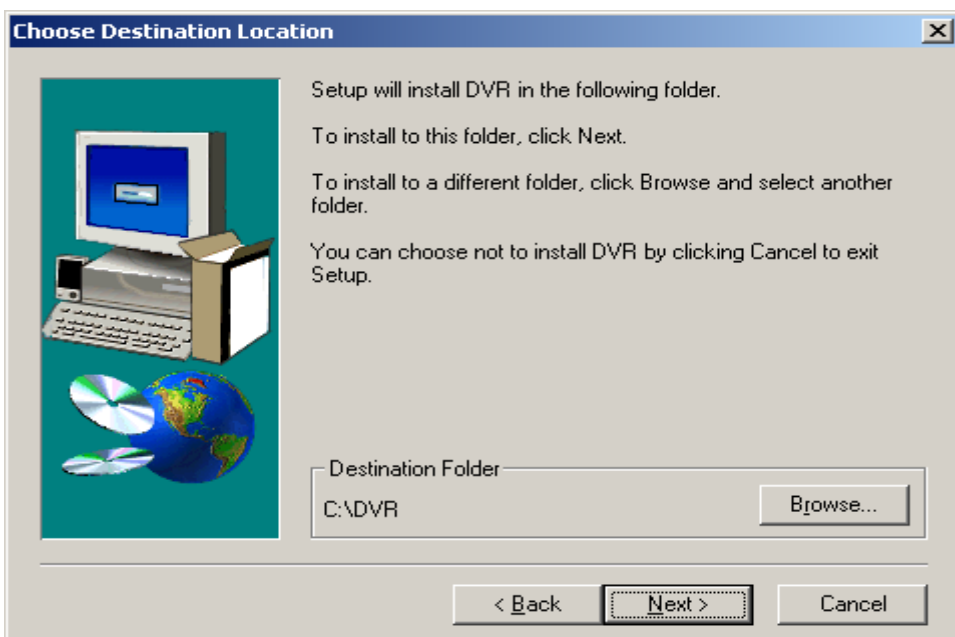 Choose Destination Location
Setup will install DVR in the following folder.
To install to this folder, click Next.
To install to a different folder, click Browse and select another
folder.
You can choose not to install DVR by clicking Cancel to exit
Setup.
Destination Folder
C:\DVR
Browse...
< Back
Next >
Cancel